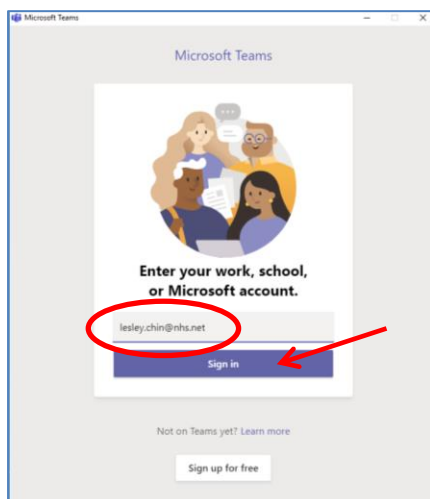 Microsoft Teams
Microsoft Teams
Enter your work, school,
or Microsoft account.
lesley.chin@nhs.net
Sign in
Not on Teams yet? Learn more
Sign up for free